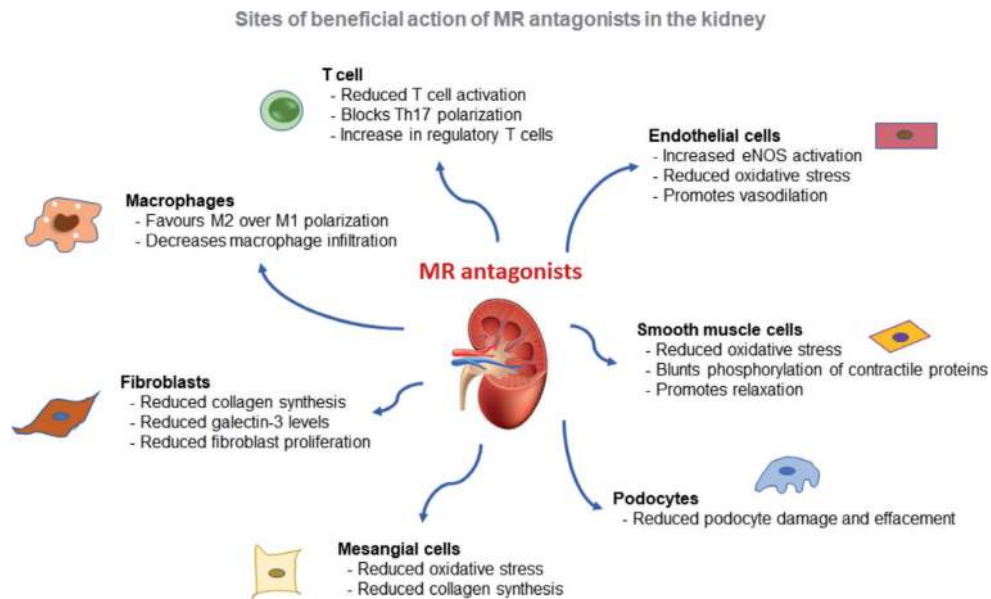 Sites of beneficial action of MR antagonists in the kidney
T cell
- Reduced T cell activation
- Blocks Th17 polarization
- Increase in regulatory T cells
Endothelial cells
- Increased eNOS activation
- Reduced oxidative stress
- Promotes vasodilation
Macrophages
- Favours M2 over M1 polarization
- Decreases macrophage infiltration
MR antagonists
Smooth muscle cells
- Reduced oxidative stress
- Blunts phosphorylation of contractile proteins
- Promotes relaxation
Fibroblasts
- Reduced collagen synthesis
- Reduced galectin-3 levels
- Reduced fibroblast proliferation
Podocytes
- Reduced podocyte damage and effacement
Mesangial cells
- Reduced oxidative stress
- Reduced collagen synthesis